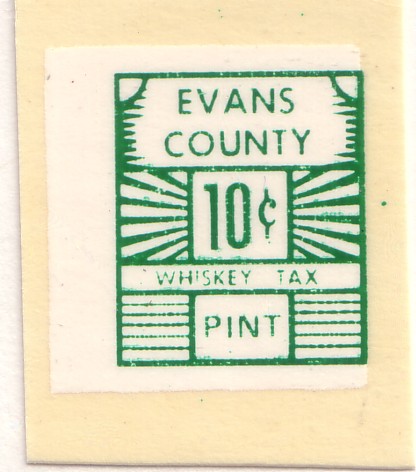 EVANS
COUNTY
10¢
WHISKEY TAX
PINT